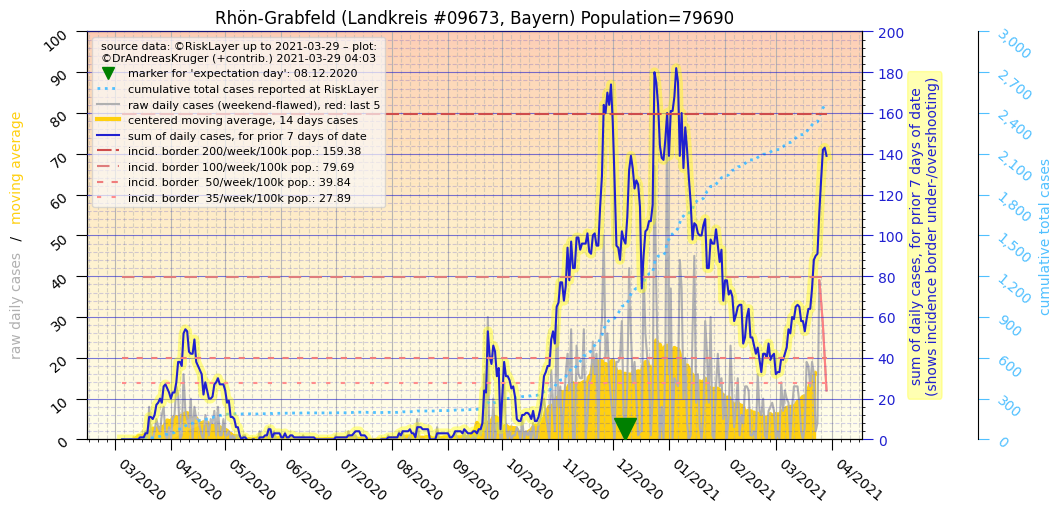 Rhön-Grabfeld (Landkreis #09673, Bayern) Population=79690
source data: ©RiskLayer up to 2021-03-29 – plot:
©DrAndreasKruger (+contrib.) 2021-03-29 04:03
marker for 'expectation day': 08.12.2020
cumulative total cases reported at RiskLayer
raw daily cases (weekend-flawed), red: last 5
centered moving average, 14 days cases
sum of daily cases, for prior 7 days of date
incid. border 200/week/100k pop.: 159.38
incid. border 100/week/100k pop.: 79.69
incid. border  50/week/100k pop.: 39.84
incid. border  35/week/100k pop.: 27.89
raw daily cases  /  moving average
100
90
80
70
60
50
40
30
20
10
0
03/2020
04/2020
05/2020
06/2020
07/2020
08/2020
09/2020
10/2020
11/2020
12/2020
01/2021
02/2021
03/2021
04/2021
200
180
160
140
120
100
80
60
40
20
0
sum of daily cases, for prior 7 days of date
(shows incidence border under-/overshooting)
3,000
2,700
2,400
2,100
1,800
1,500
1,200
900
600
300
0
cumulative total cases